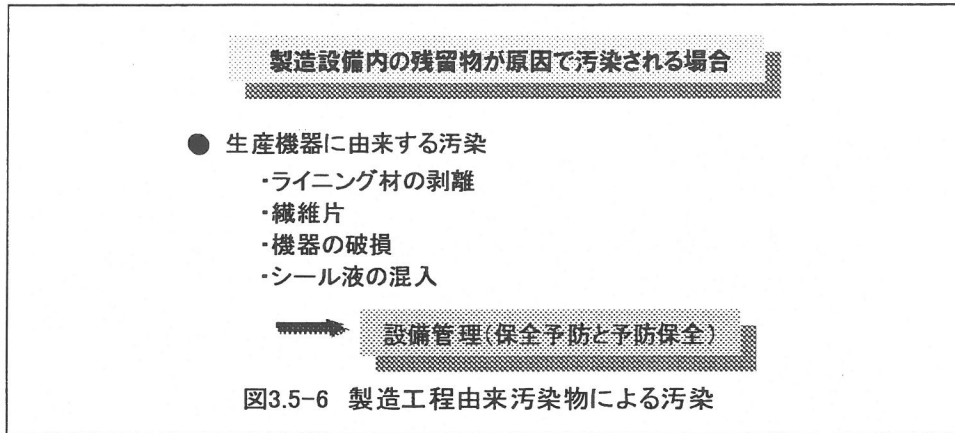 製造設備内の残留物が原因で汚染される場合
● 生産機器に由来する汚染
・ライニング材の剥離
・繊維片
・機器の破損
・シール液の混入
設備管理(保全予防と予防保全)
図3.5-6 製造工程由来汚染物による汚染